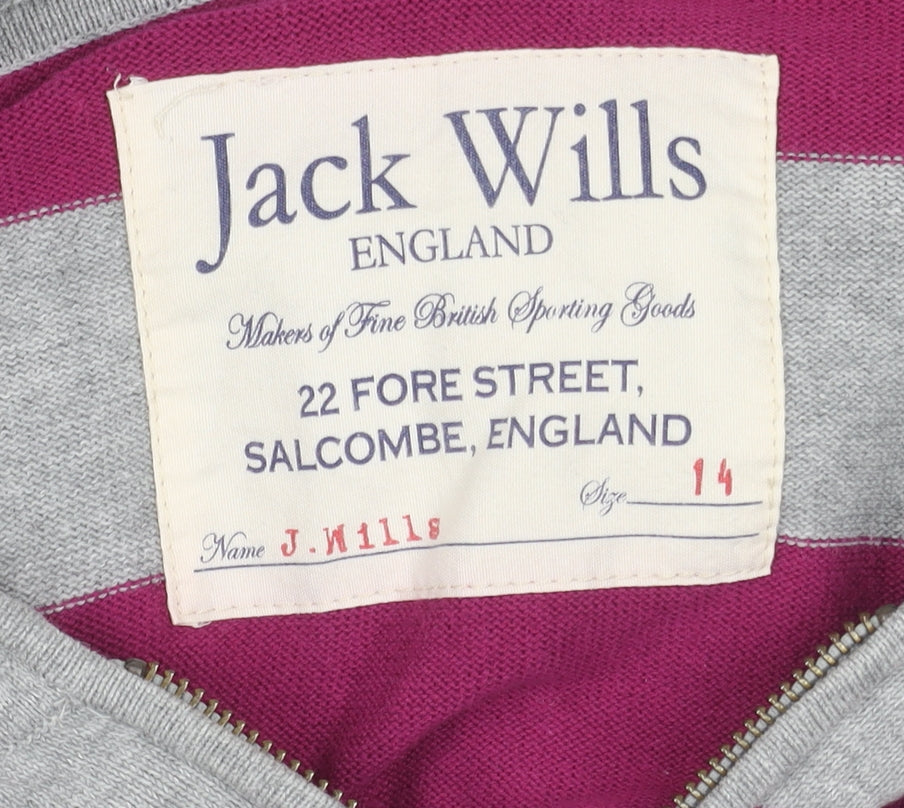 Jack Wills
ENGLAND
Makers of Fine British Sporting Goods
22 FORE STREET,
SALCOMBE, ENGLAND
Size 14
Name J.Wills